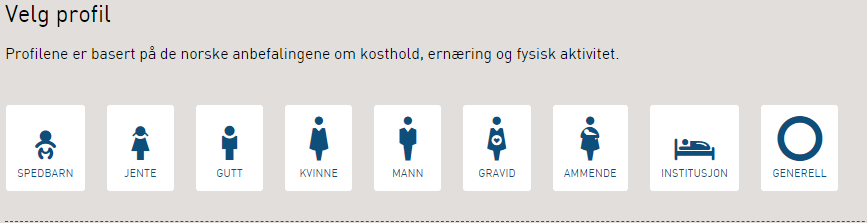 Velg profil
Profilene er basert på de norske anbefalingene om kosthold, ernæring og fysisk aktivitet.
SPEDBARN JENTE GUTT KVINNE MANN GRAVID AMMENDE INSTITUSJON GENERELL